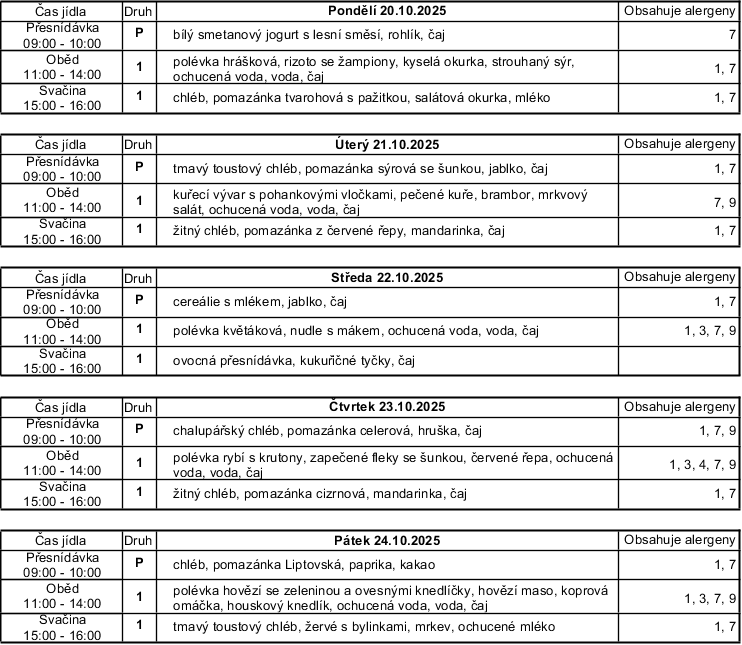 Čas jídla Druh Pondělí 20.10.2025 Obsahuje alergeny
Přesnídávka
09:00 - 10:00 P bílý smetanový jogurt s lesní směsí, rohlík, čaj 7
Oběd
11:00 - 14:00 1 polévka hrášková, rizoto se žampiony, kyselá okurka, strouhaný sýr,
ochucená voda, voda, čaj 1, 7
Svačina
15:00 - 16:00 1 chléb, pomazánka tvarohová s pažitkou, salátová okurka, mléko 1, 7
Čas jídla Druh Úterý 21.10.2025 Obsahuje alergeny
Přesnídávka
09:00 - 10:00 P tmavý toustový chléb, pomazánka sýrová se šunkou, jablko, čaj 1, 7
Oběd
11:00 - 14:00 1 kuřecí vývar s pohankovými vločkami, pečené kuře, brambor, mrkvový
salát, ochucená voda, voda, čaj 7, 9
Svačina
15:00 - 16:00 1 žitný chléb, pomazánka z červené řepy, mandarinka, čaj 1, 7
Čas jídla Druh Středa 22.10.2025 Obsahuje alergeny
Přesnídávka
09:00 - 10:00 P cereálie s mlékem, jablko, čaj 1, 7
Oběd
11:00 - 14:00 1 polévka květáková, nudle s mákem, ochucená voda, voda, čaj 1, 3, 7, 9
Svačina
15:00 - 16:00 1 ovocná přesnídávka, kukuřičné tyčky, čaj
Čas jídla Druh Čtvrtek 23.10.2025 Obsahuje alergeny
Přesnídávka
09:00 - 10:00 P chalupářský chléb, pomazánka celerová, hruška, čaj 1, 7, 9
Oběd
11:00 - 14:00 1 polévka rybí s krutony, zapečené fleky se šunkou, červené řepa, ochucená
voda, voda, čaj 1, 3, 4, 7, 9
Svačina
15:00 - 16:00 1 žitný chléb, pomazánka cizrnová, mandarinka, čaj 1, 7
Čas jídla Druh Pátek 24.10.2025 Obsahuje alergeny
Přesnídávka
09:00 - 10:00 P chléb, pomazánka Liptovská, paprika, kakao 1, 7
Oběd
11:00 - 14:00 1 polévka hovězí se zeleninou a ovesnými knedlíčky, hovězí maso, koprová
omáčka, houskový knedlík, ochucená voda, voda, čaj 1, 3, 7, 9
Svačina
15:00 - 16:00 1 tmavý toustový chléb, žervé s bylinkami, mrkev, ochucené mléko 1, 7